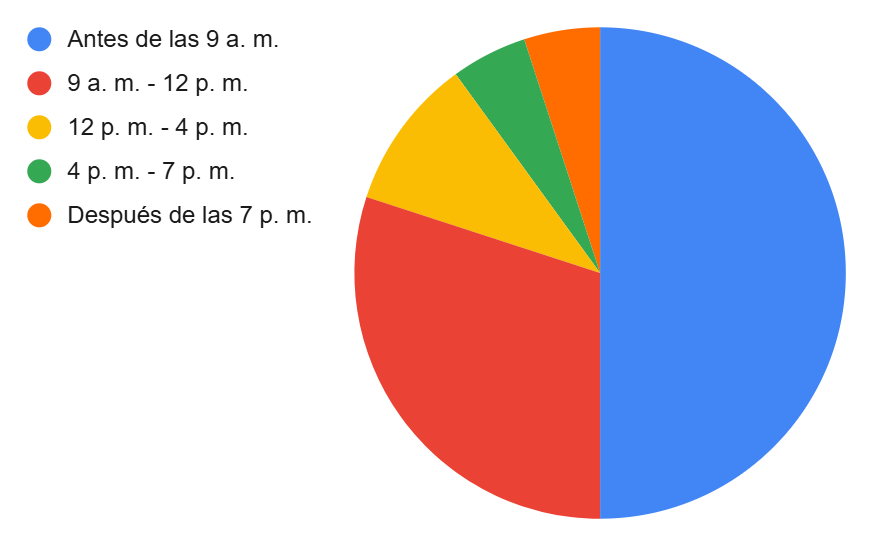 Antes de las 9 a. m.
9 a. m. - 12 p. m.
12 p. m. - 4 p. m.
4 p. m. - 7 p. m.
Después de las 7 p. m.